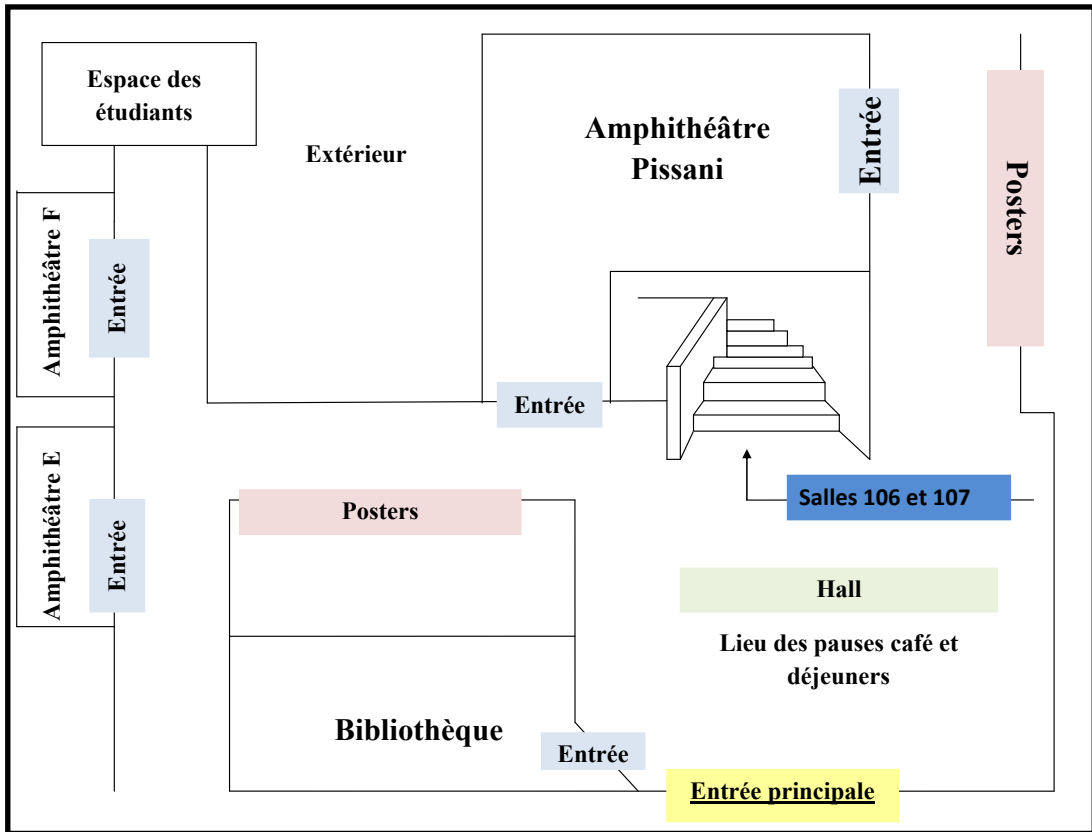 Espace des
étudiants
Extérieur
Amphithéâtre
Pissani
Entrée
Posters
Amphithéâtre F
Entrée
Entrée
Amphithéâtre E
Entrée
Posters
Salles 106 et 107
Hall
Lieu des pauses café et
déjeuners
Bibliothèque
Entrée
Entrée principale